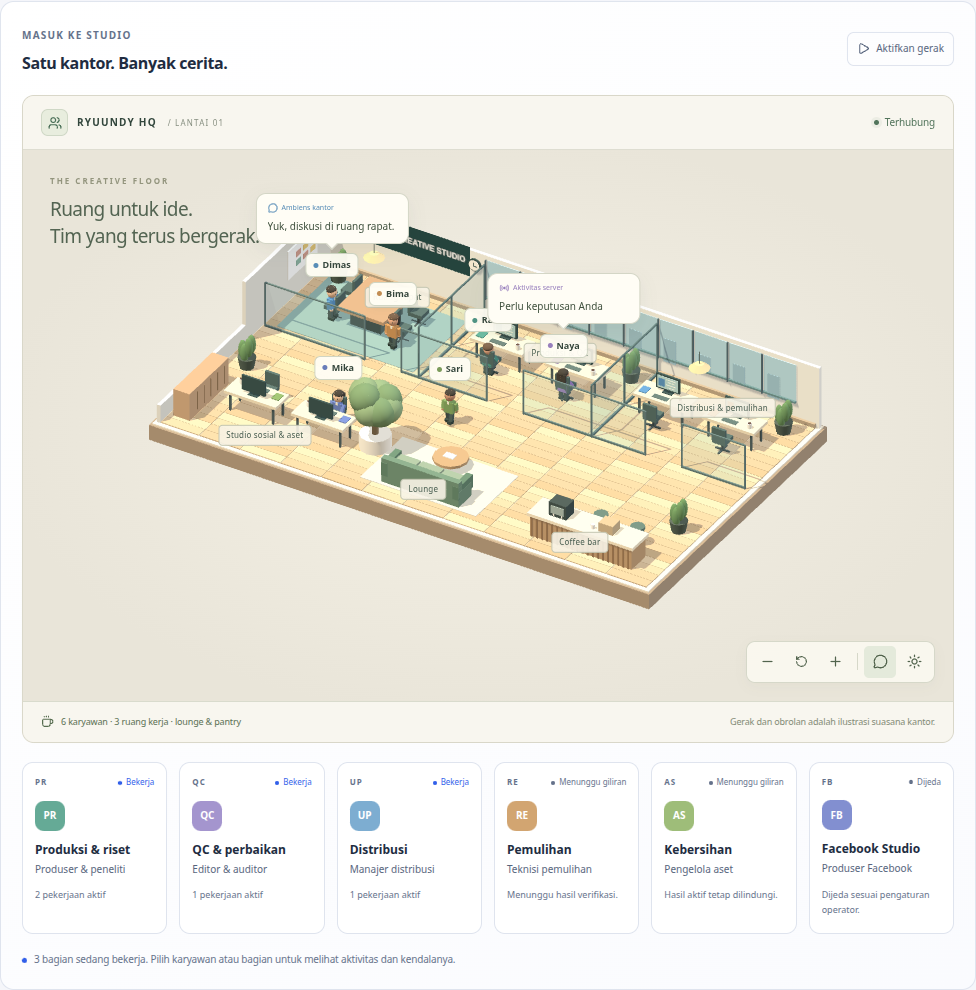 MASUK KE STUDIO
Satu kantor. Banyak cerita.
Aktifkan gerak
RYUUNDY HQ / LANTAI 01
Terhubung
THE CREATIVE FLOOR
Ruang untuk ide.
Tim yang terus bergerak.
Ambiens kantor
Yuk, diskusi di ruang rapat.
CREATIVE STUDIO
Dimas
Bima
Aktivitas server
Perlu keputusan Anda
Naya
Mika
Sari
Distribusi & pemulihan
Studio sosial & aset
Lounge
Coffee bar
6 karyawan · 3 ruang kerja · lounge & pantry
Gerak dan obrolan adalah ilustrasi suasana kantor.
PR
Bekerja
PR
Produksi & riset
Produser & peneliti
2 pekerjaan aktif
QC
Bekerja
QC
QC & perbaikan
Editor & auditor
1 pekerjaan aktif
UP
Bekerja
UP
Distribusi
Manajer distribusi
1 pekerjaan aktif
RE
Menunggu giliran
RE
Pemulihan
Teknisi pemulihan
Menunggu hasil verifikasi.
AS
Menunggu giliran
AS
Kebersihan
Pengelola aset
Hasil aktif tetap dilindungi.
FB
Dijeda
FB
Facebook Studio
Produser Facebook
Dijeda sesuai pengaturan
operator.
3 bagian sedang bekerja. Pilih karyawan atau bagian untuk melihat aktivitas dan kendalanya.